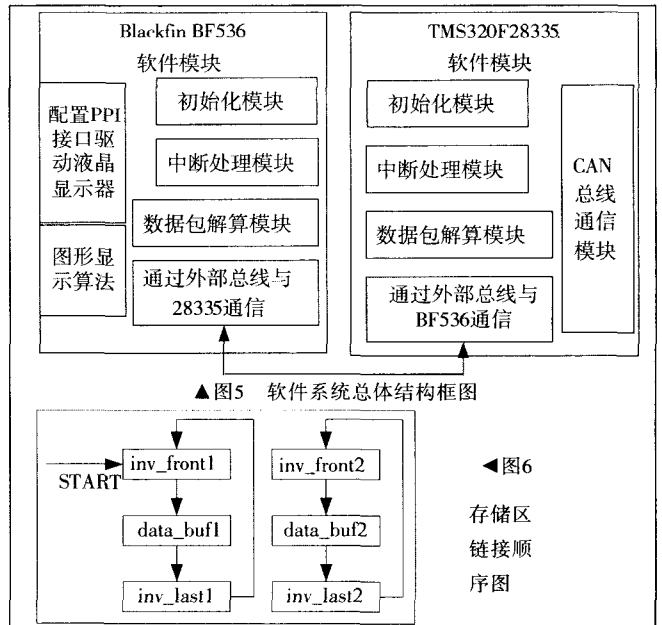 Blackfin BF536
软件模块
配置PPI
接口驱
动液晶
显示器
图形显
示算法
初始化模块
中断处理模块
数据包解算模块
通过外部总线与
28335通信
TMS320F28335
软件模块
初始化模块
中断处理模块
数据包解算模块
通过外部总线与
BF536通信
CAN
总线
通信
模块
▲图5 软件系统总体结构框图
START
inv_front1
data_buf1
inv_last1
inv_front2
data_buf2
inv_last2
◀图6
存储区
链接顺
序图